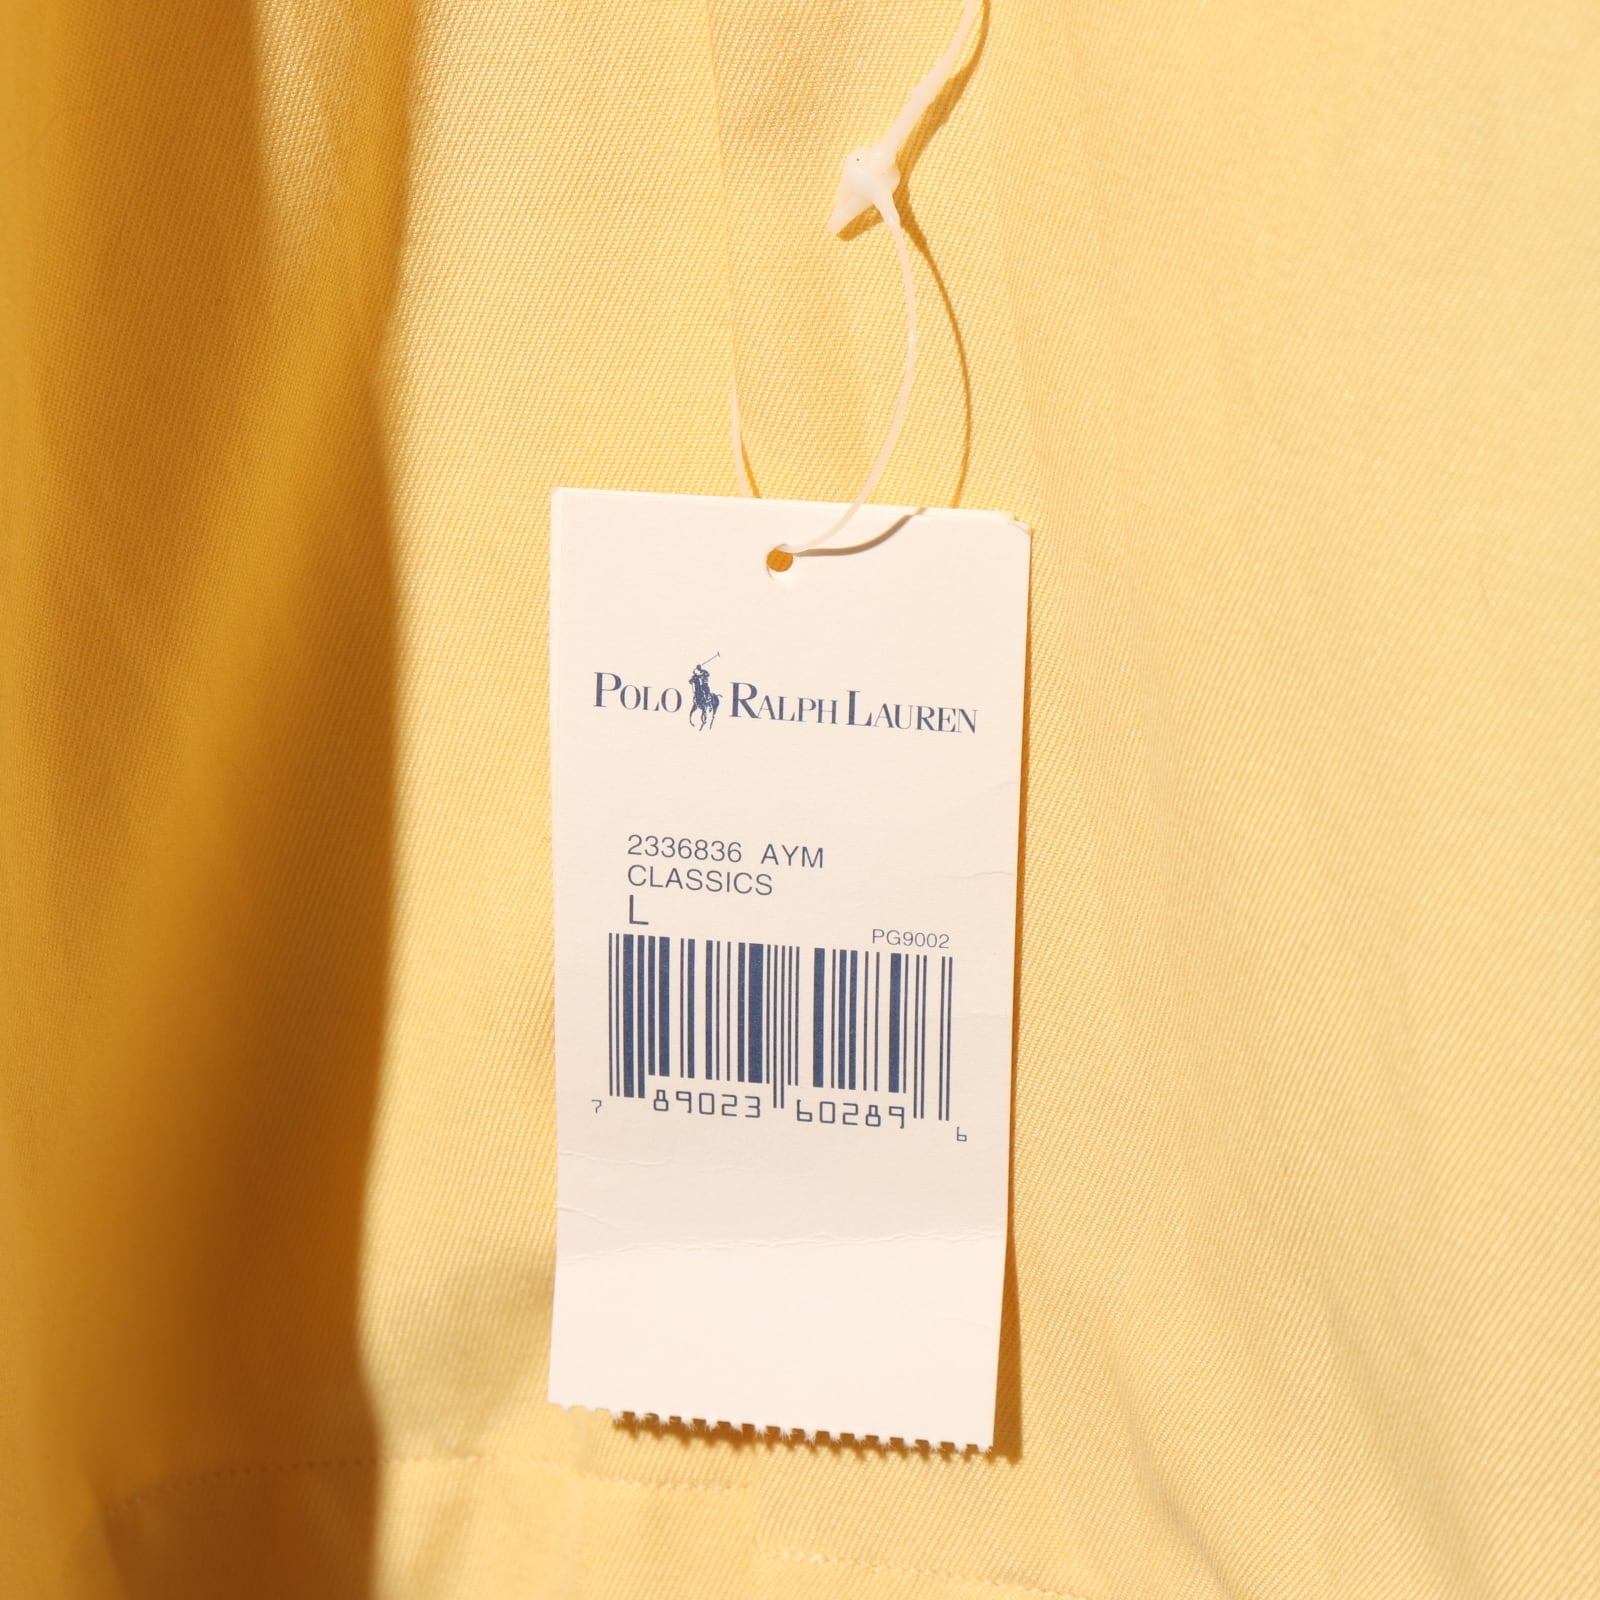 POLO RALPH LAUREN
2336836 AYM
CLASSICS
L
PG9002
7 89023 60289 6